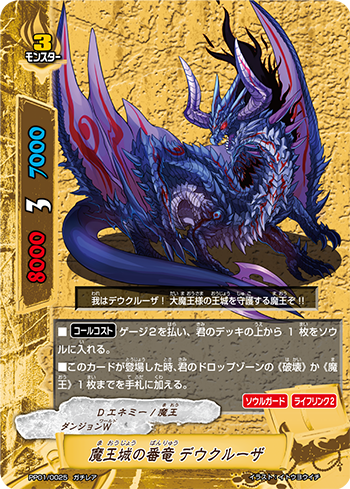 3
モンスター
7000
3
8000
我はデウクルーザ! 大魔王様の王城を守護する魔王ぞ!!
■ コールコスト ゲージ2を払い、君のデッキの上から1枚をソウ
ルに入れる。
■このカードが登場した時、君のドロップゾーンの《破壊》か《魔
王》1枚までを手札に加える。
ソウルガード ライフリンク2
D エネミー / 魔王
ダンジョンW
魔王城の番竜 デウクルーザ
PP01/0025 ガチレア
イラスト:イトウヨウイチ